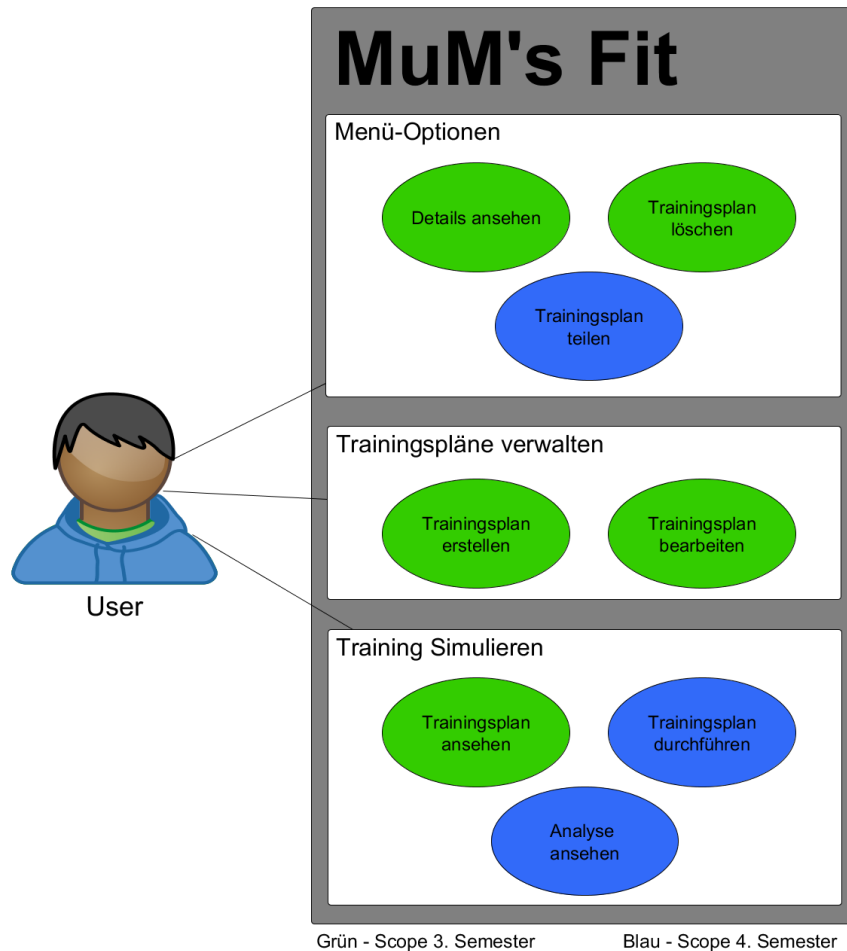 MuM's Fit
Menü-Optionen
Details ansehen
Trainingsplan
löschen
Trainingsplan
teilen
Trainingspläne verwalten
Trainingsplan
erstellen
Trainingsplan
bearbeiten
User
Training Simulieren
Trainingsplan
ansehen
Trainingsplan
durchführen
Analyse
ansehen
Grün - Scope 3. Semester
Blau - Scope 4. Semester